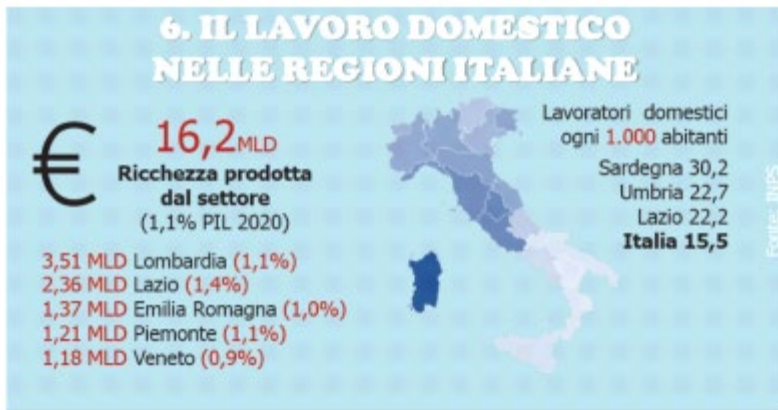 6. IL LAVORO DOMESTICO
NELLE REGIONI ITALIANE
€
16,2 MLD
Ricchezza prodotta
dal settore
(1,1% PIL 2020)
3,51 MLD Lombardia (1,1%)
2,36 MLD Lazio (1,4%)
1,37 MLD Emilia Romagna (1,0%)
1,21 MLD Piemonte (1,1%)
1,18 MLD Veneto (0,9%)
Lavoratori domestici
ogni 1.000 abitanti
Sardegna 30,2
Umbria 22,7
Lazio 22,2
Italia 15,5
Fonte: INPS